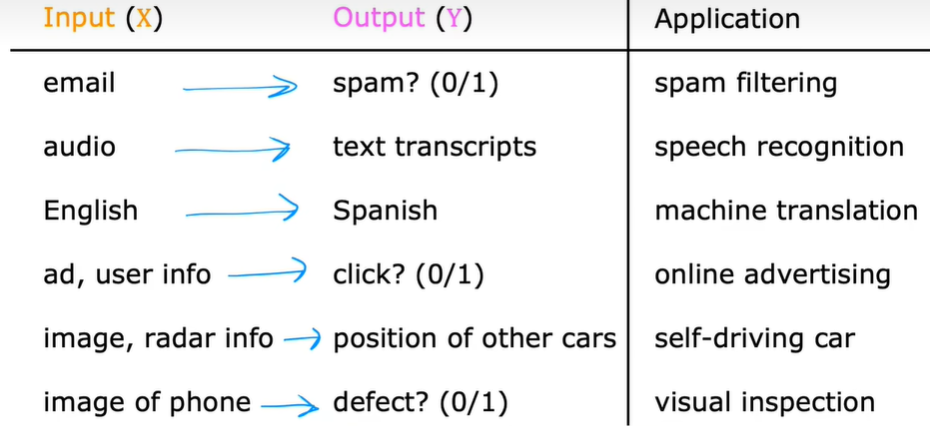 Input (X) Output (Y) Application
email spam? (0/1) spam filtering
audio text transcripts speech recognition
English Spanish machine translation
ad, user info click? (0/1) online advertising
image, radar info position of other cars self-driving car
image of phone defect? (0/1) visual inspection